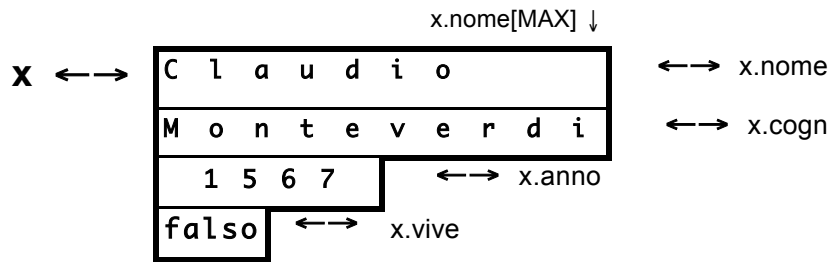 x.nome[MAX] ↓
x ←→ C l a u d i o ←→ x.nome
M o n t e v e r d i ←→ x.cogn
1 5 6 7 ←→ x.anno
falso ←→ x.vive